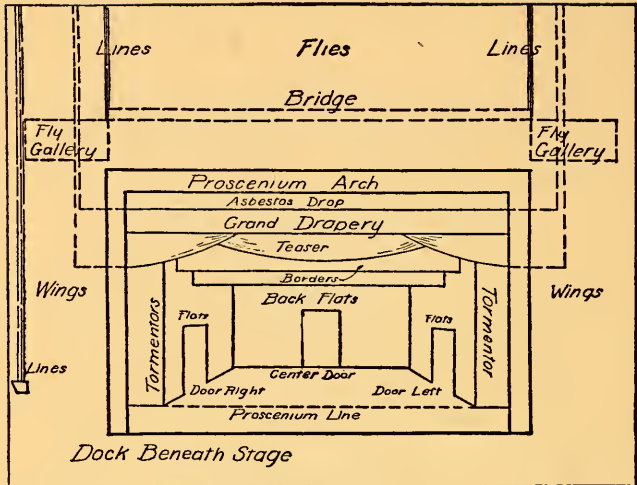 Lines
Flies
Lines
Bridge
Fly
Gallery
Fly
Gallery
Proscenium Arch
Asbestos Drop
Grand Drapery
Teaser
Borders
Wings
Wings
Back Flats
Flats
Flats
Tormentors
Tormentor
Center Door
Lines
Door Right
Door Left
Proscenium Line
Dock Beneath Stage